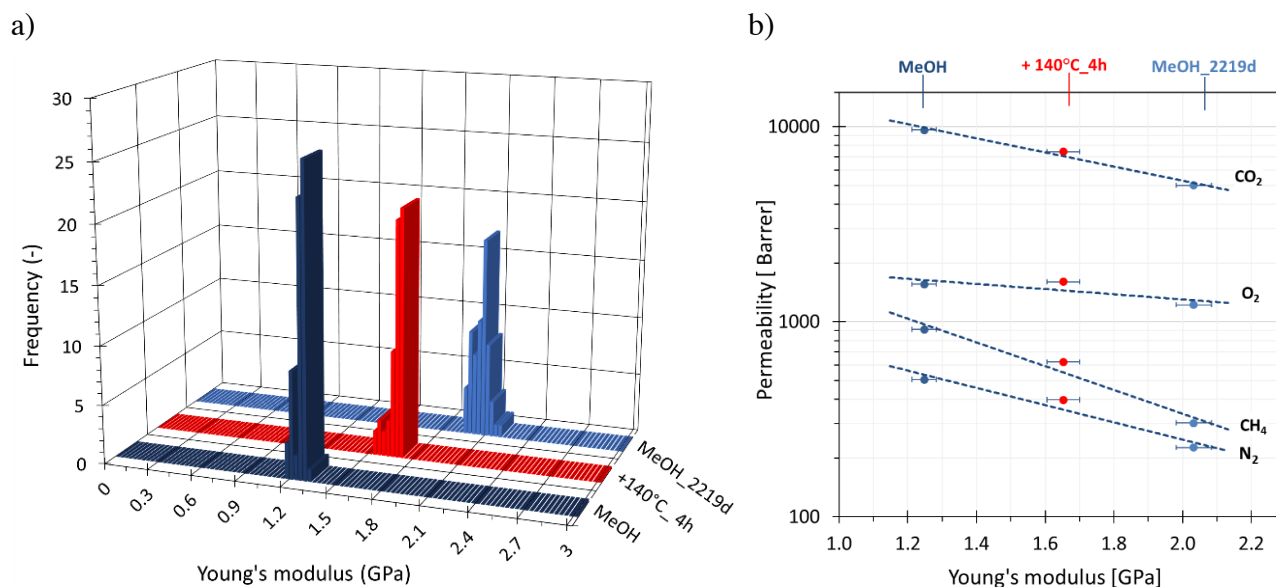 a)
30
25
20
15
10
5
0
Frequency (-)
0
0.3
0.6
0.9
1.2
1.5
1.8
2.1
2.4
2.7
3
Young's modulus (GPa)
MeOH_2219d
+140°C_ 4h
MeOH
b)
MeOH
+ 140°C_4h
MeOH_2219d
10000
1000
100
Permeability [ Barrer]
CO2
O2
CH4
N2
1.0
1.2
1.4
1.6
1.8
2.0
2.2
Young's modulus [GPa]